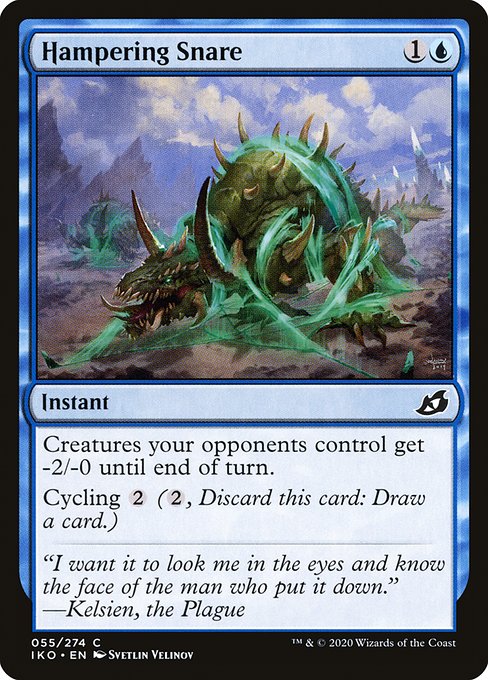 Hampering Snare 1
Instant
Creatures your opponents control get
-2/-0 until end of turn.
Cycling 2 (2, Discard this card: Draw
a card.)
"I want it to look me in the eyes and know
the face of the man who put it down."
—Kelsien, the Plague
055/274 C
IKO • EN Svetlin Velinov
™ & © 2020 Wizards of the Coast